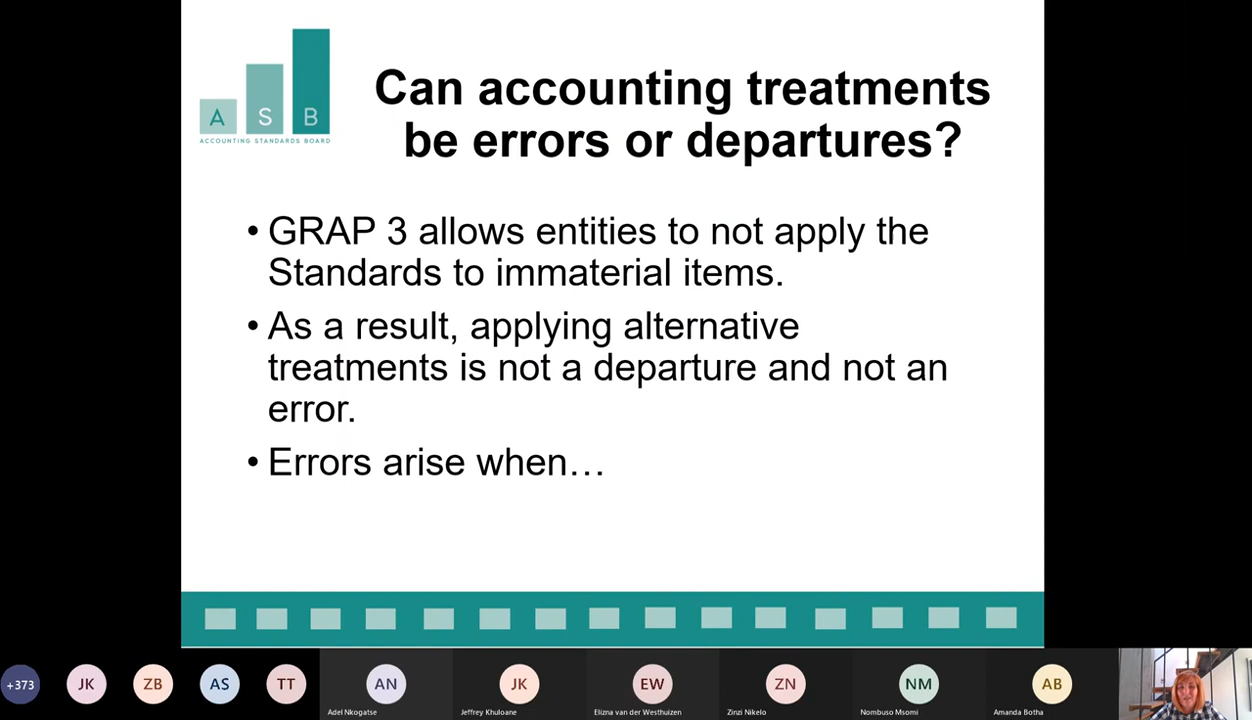 A S B
ACCOUNTING STANDARDS BOARD
Can accounting treatments
be errors or departures?
• GRAP 3 allows entities to not apply the
Standards to immaterial items.
• As a result, applying alternative
treatments is not a departure and not an
error.
• Errors arise when…
+373
JK
ZB
AS
TT
AN
Adel Nkogatse
JK
Jeffrey Khuloane
EW
Elizna van der Westhuizen
ZN
Zinzi Nikelo
NM
Nombuso Msomi
AB
Amanda Botha